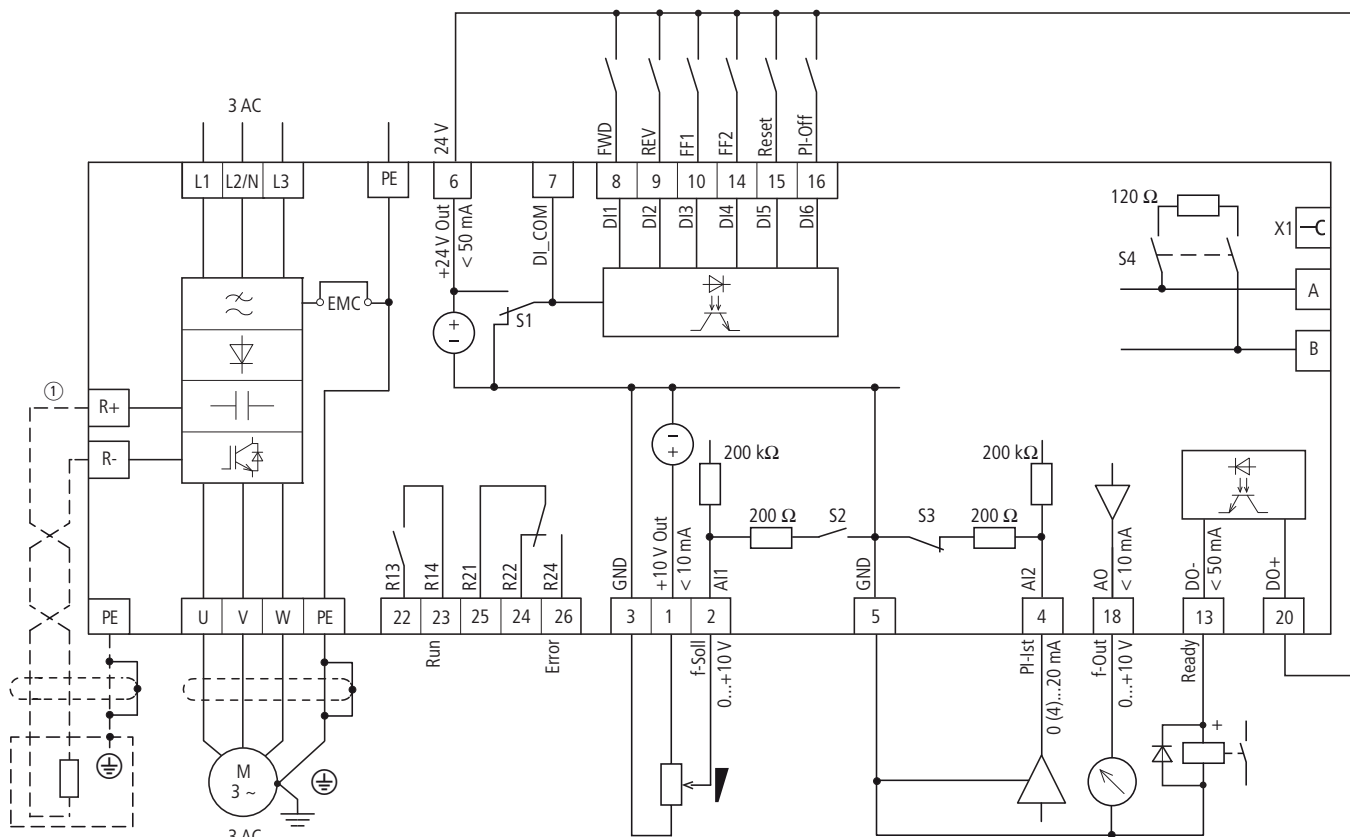 3 AC
24 V
FWD
REV
FF1
FF2
Reset
PI-Off
L1
L2/N
L3
PE
6
7
8
9
10
14
15
16
+24 V Out
< 50 mA
DI_COM
DI1
DI2
DI3
DI4
DI5
DI6
120 Ω
X1
S4
A
B
EMC
S1
+
-
1
R+
R-
-
+
200 kΩ
200 kΩ
200 Ω
S2
S3
200 Ω
R13
R14
R21
R22
R24
GND
+10 V Out
< 10 mA
AI1
GND
AI2
AO
< 10 mA
DO-
< 50 mA
DO+
PE
U
V
W
PE
22
23
25
24
26
3
1
2
5
4
18
13
20
Run
Error
f-Soll
0...+10 V
PI-Ist
0 (4)...20 mA
f-Out
0...+10 V
Ready
+
M
3 ~
3 AC